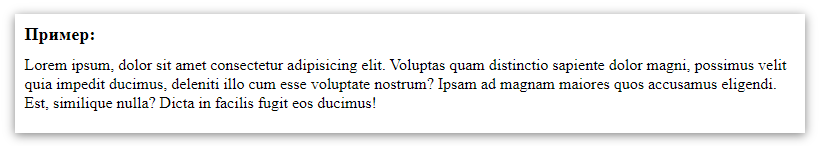 Пример:
Lorem ipsum, dolor sit amet consectetur adipisicing elit. Voluptas quam distinctio sapiente dolor magni, possimus velit
quia impedit ducimus, deleniti illo cum esse voluptate nostrum? Ipsam ad magnam maiores quos accusamus eligendi.
Est, similique nulla? Dicta in facilis fugit eos ducimus!